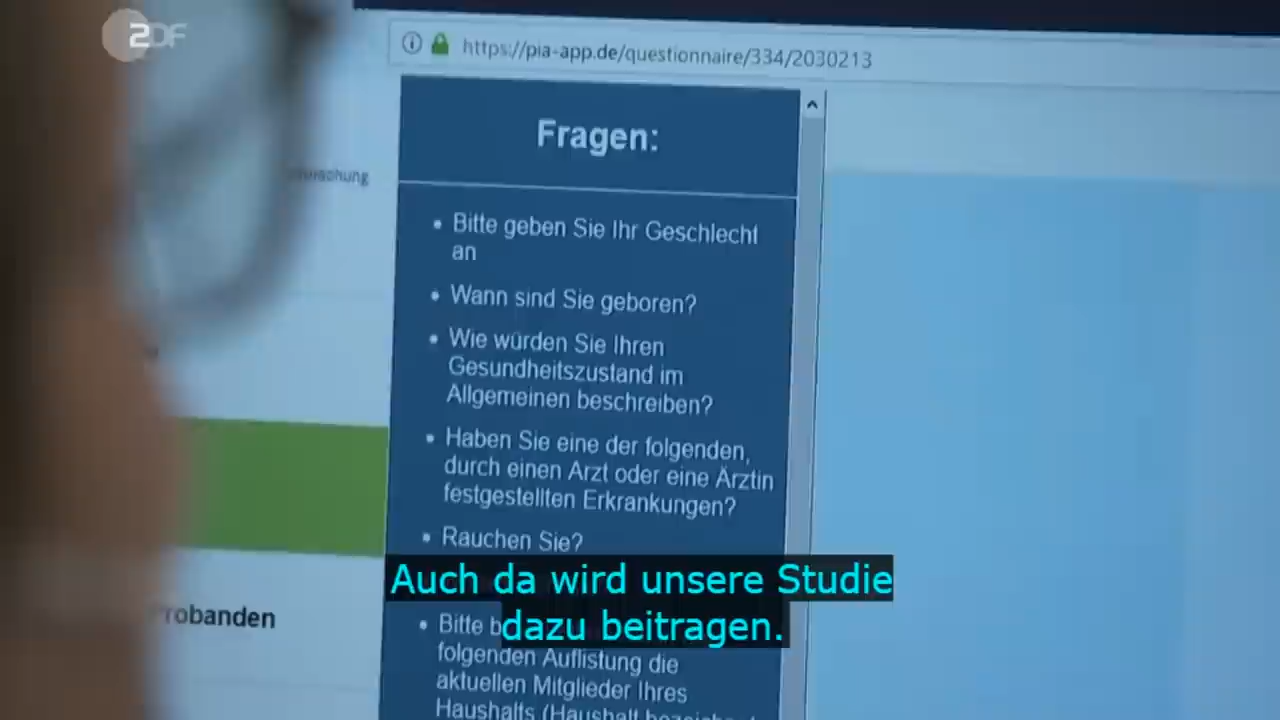 ZDF
https://pia-app.de/questionnaire/334/2030213
Fragen:
• Bitte geben Sie Ihr Geschlecht
an
• Wann sind Sie geboren?
• Wie würden Sie Ihren
Gesundheitszustand im
Allgemeinen beschreiben?
• Haben Sie eine der folgenden,
durch einen Arzt oder eine Ärztin
festgestellten Erkrankungen?
• Rauchen Sie?
Auch da wird unsere Studie
dazu beitragen.
• Bitte
folgenden Auflistung die
aktuellen Mitglieder Ihres
Haushalts (Haushalt
robanden